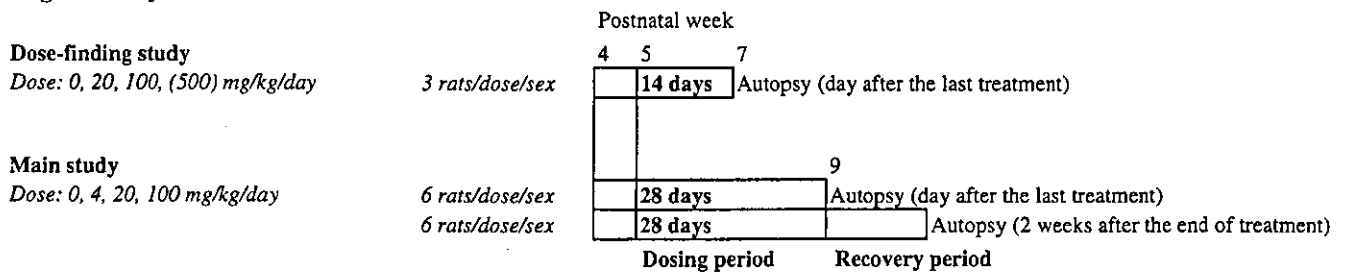 Postnatal week
Dose-finding study 4 5 7
Dose: 0, 20, 100, (500) mg/kg/day 3 rats/dose/sex 14 days Autopsy (day after the last treatment)
Main study 9
Dose: 0, 4, 20, 100 mg/kg/day 6 rats/dose/sex 28 days Autopsy (day after the last treatment)
6 rats/dose/sex 28 days Autopsy (2 weeks after the end of treatment)
Dosing period Recovery period